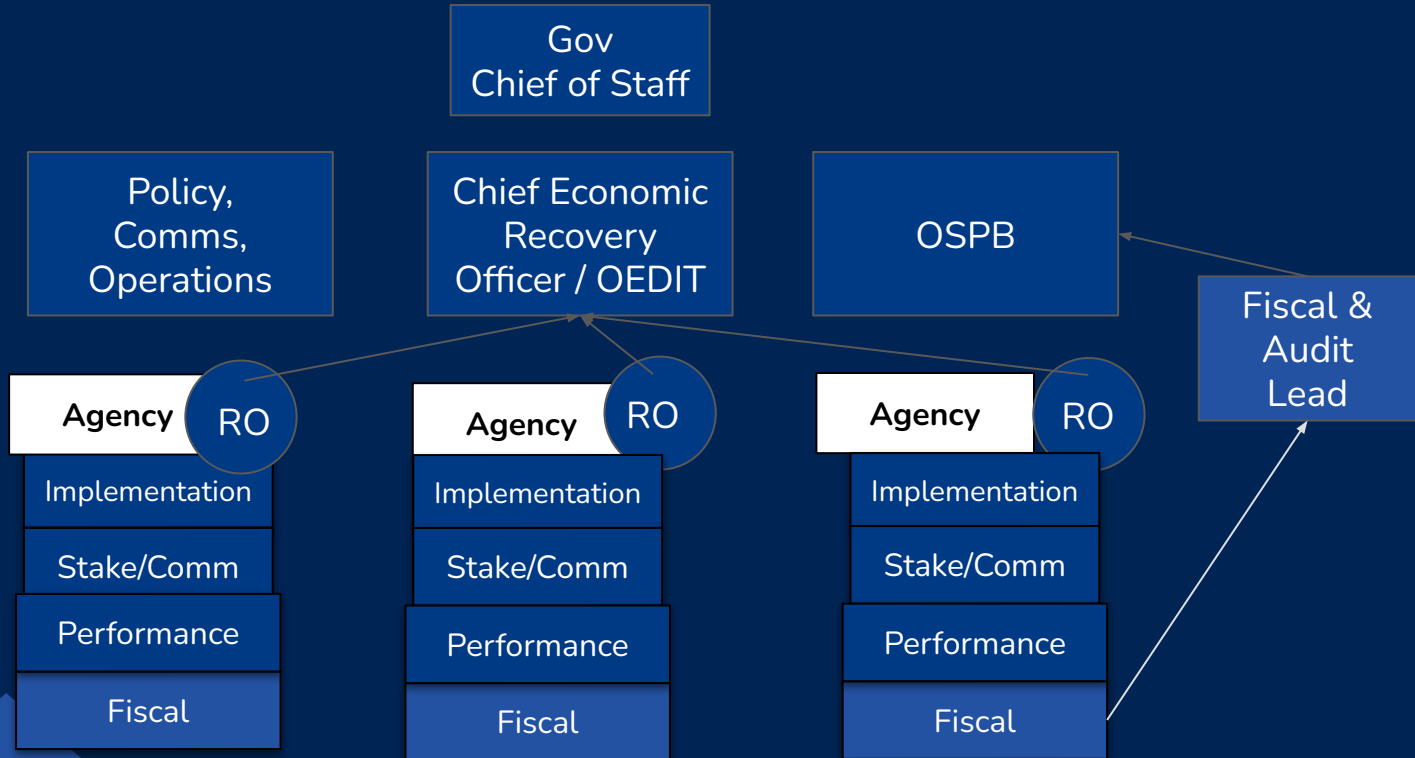 Gov
Chief of Staff
Policy,
Comms,
Operations
Chief Economic
Recovery
Officer / OEDIT
OSPB
Fiscal &
Audit
Lead
Agency
RO
Implementation
Stake/Comm
Performance
Fiscal
Agency
RO
Implementation
Stake/Comm
Performance
Fiscal
Agency
RO
Implementation
Stake/Comm
Performance
Fiscal